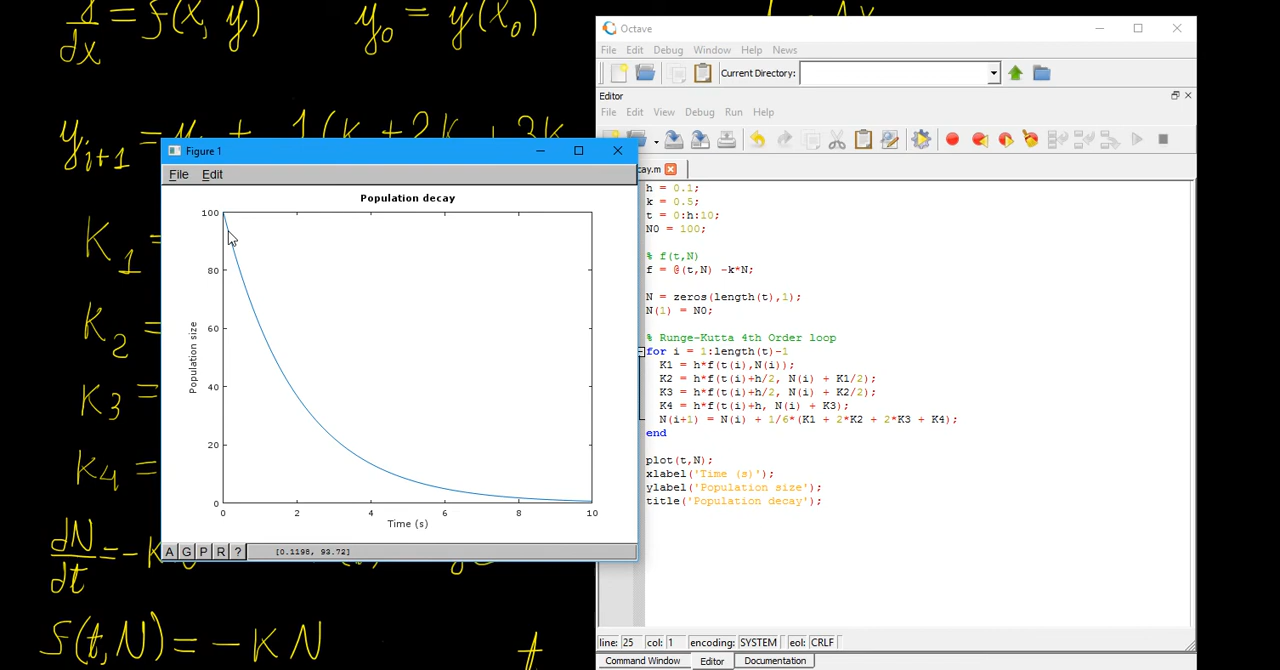 d/dx = f(x, y) y₀ = y(x₀)
Octave
File Edit Debug Window Help News
Current Directory:
Editor
File Edit View Debug Run Help
y i+1 = 1(k + 2K + 3K
Figure 1
File Edit
Population decay
100
80
60
40
20
0
0 2 4 6 8 10
Population size
Time (s)
A G P R ? [0.1198, 93.72]
K₁ =
K₂ =
K₃ =
K₄ =
dN/dt = -K
f(t,N) = -KN
cay.m
h = 0.1;
k = 0.5;
t = 0:h:10;
N0 = 100;
% f(t,N)
f = @(t,N) -k*N;
N = zeros(length(t),1);
N(1) = N0;
% Runge-Kutta 4th Order loop
for i = 1:length(t)-1
K1 = h*f(t(i),N(i));
K2 = h*f(t(i)+h/2, N(i) + K1/2);
K3 = h*f(t(i)+h/2, N(i) + K2/2);
K4 = h*f(t(i)+h, N(i) + K3);
N(i+1) = N(i) + 1/6*(K1 + 2*K2 + 2*K3 + K4);
end
plot(t,N);
xlabel('Time (s)');
ylabel('Population size');
title('Population decay');
line: 25 col: 1 encoding: SYSTEM eol: CRLF
Command Window Editor Documentation